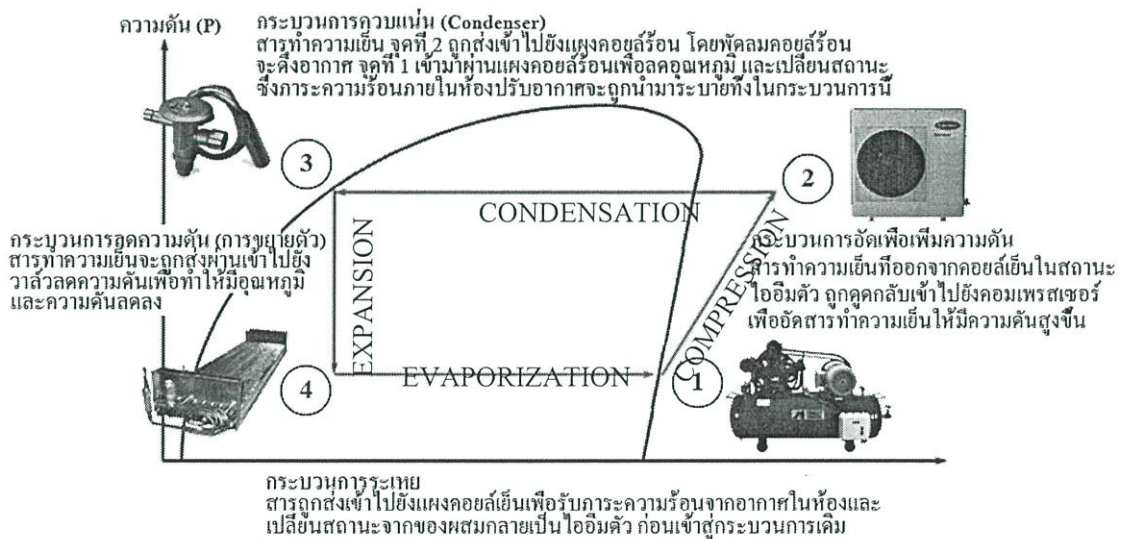 ความดัน (P)
กระบวนการควบแน่น (Condenser)
สารทำความเย็น จุดที่ 2 ถูกส่งเข้าไปยังแผงคอยล์ร้อน โดยพัดลมคอยล์ร้อน
จะดึงอากาศ จุดที่ 1 เข้ามาผ่านแผงคอยล์ร้อนเพื่อลดอุณหภูมิ และเปลี่ยนสถานะ
ซึ่งภาระความร้อนภายในห้องปรับอากาศจะถูกนำมาระบายทิ้งในกระบวนการนี้
3
2
CONDENSATION
กระบวนการลดความดัน (การขยายตัว)
สารทำความเย็นจะถูกส่งผ่านเข้าไปยัง
วาล์วลดความดันเพื่อทำให้มีอุณหภูมิ
และความดันลดลง
EXPANSION
COMPRESSION
กระบวนการอัดเพื่อเพิ่มความดัน
สารทำความเย็นที่ออกจากคอยล์เย็นในสถานะ
ไออิ่มตัว ถูกดูดกลับเข้าไปยังคอมเพรสเซอร์
เพื่ออัดสารทำความเย็นให้มีความดันสูงขึ้น
4
EVAPORIZATION
1
กระบวนการระเหย
สารถูกส่งเข้าไปยังแผงคอยล์เย็นเพื่อรับภาระความร้อนจากอากาศในห้องและ
เปลี่ยนสถานะจากของผสมกลายเป็นไออิ่มตัว ก่อนเข้าสู่กระบวนการเดิม